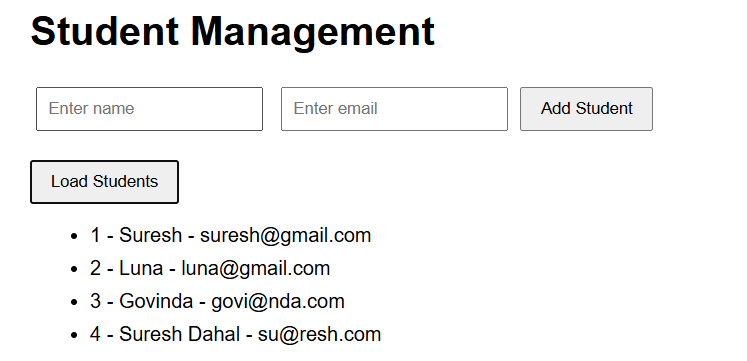 Student Management
Enter name Enter email Add Student
Load Students
• 1 - Suresh - suresh@gmail.com
• 2 - Luna - luna@gmail.com
• 3 - Govinda - govi@nda.com
• 4 - Suresh Dahal - su@resh.com